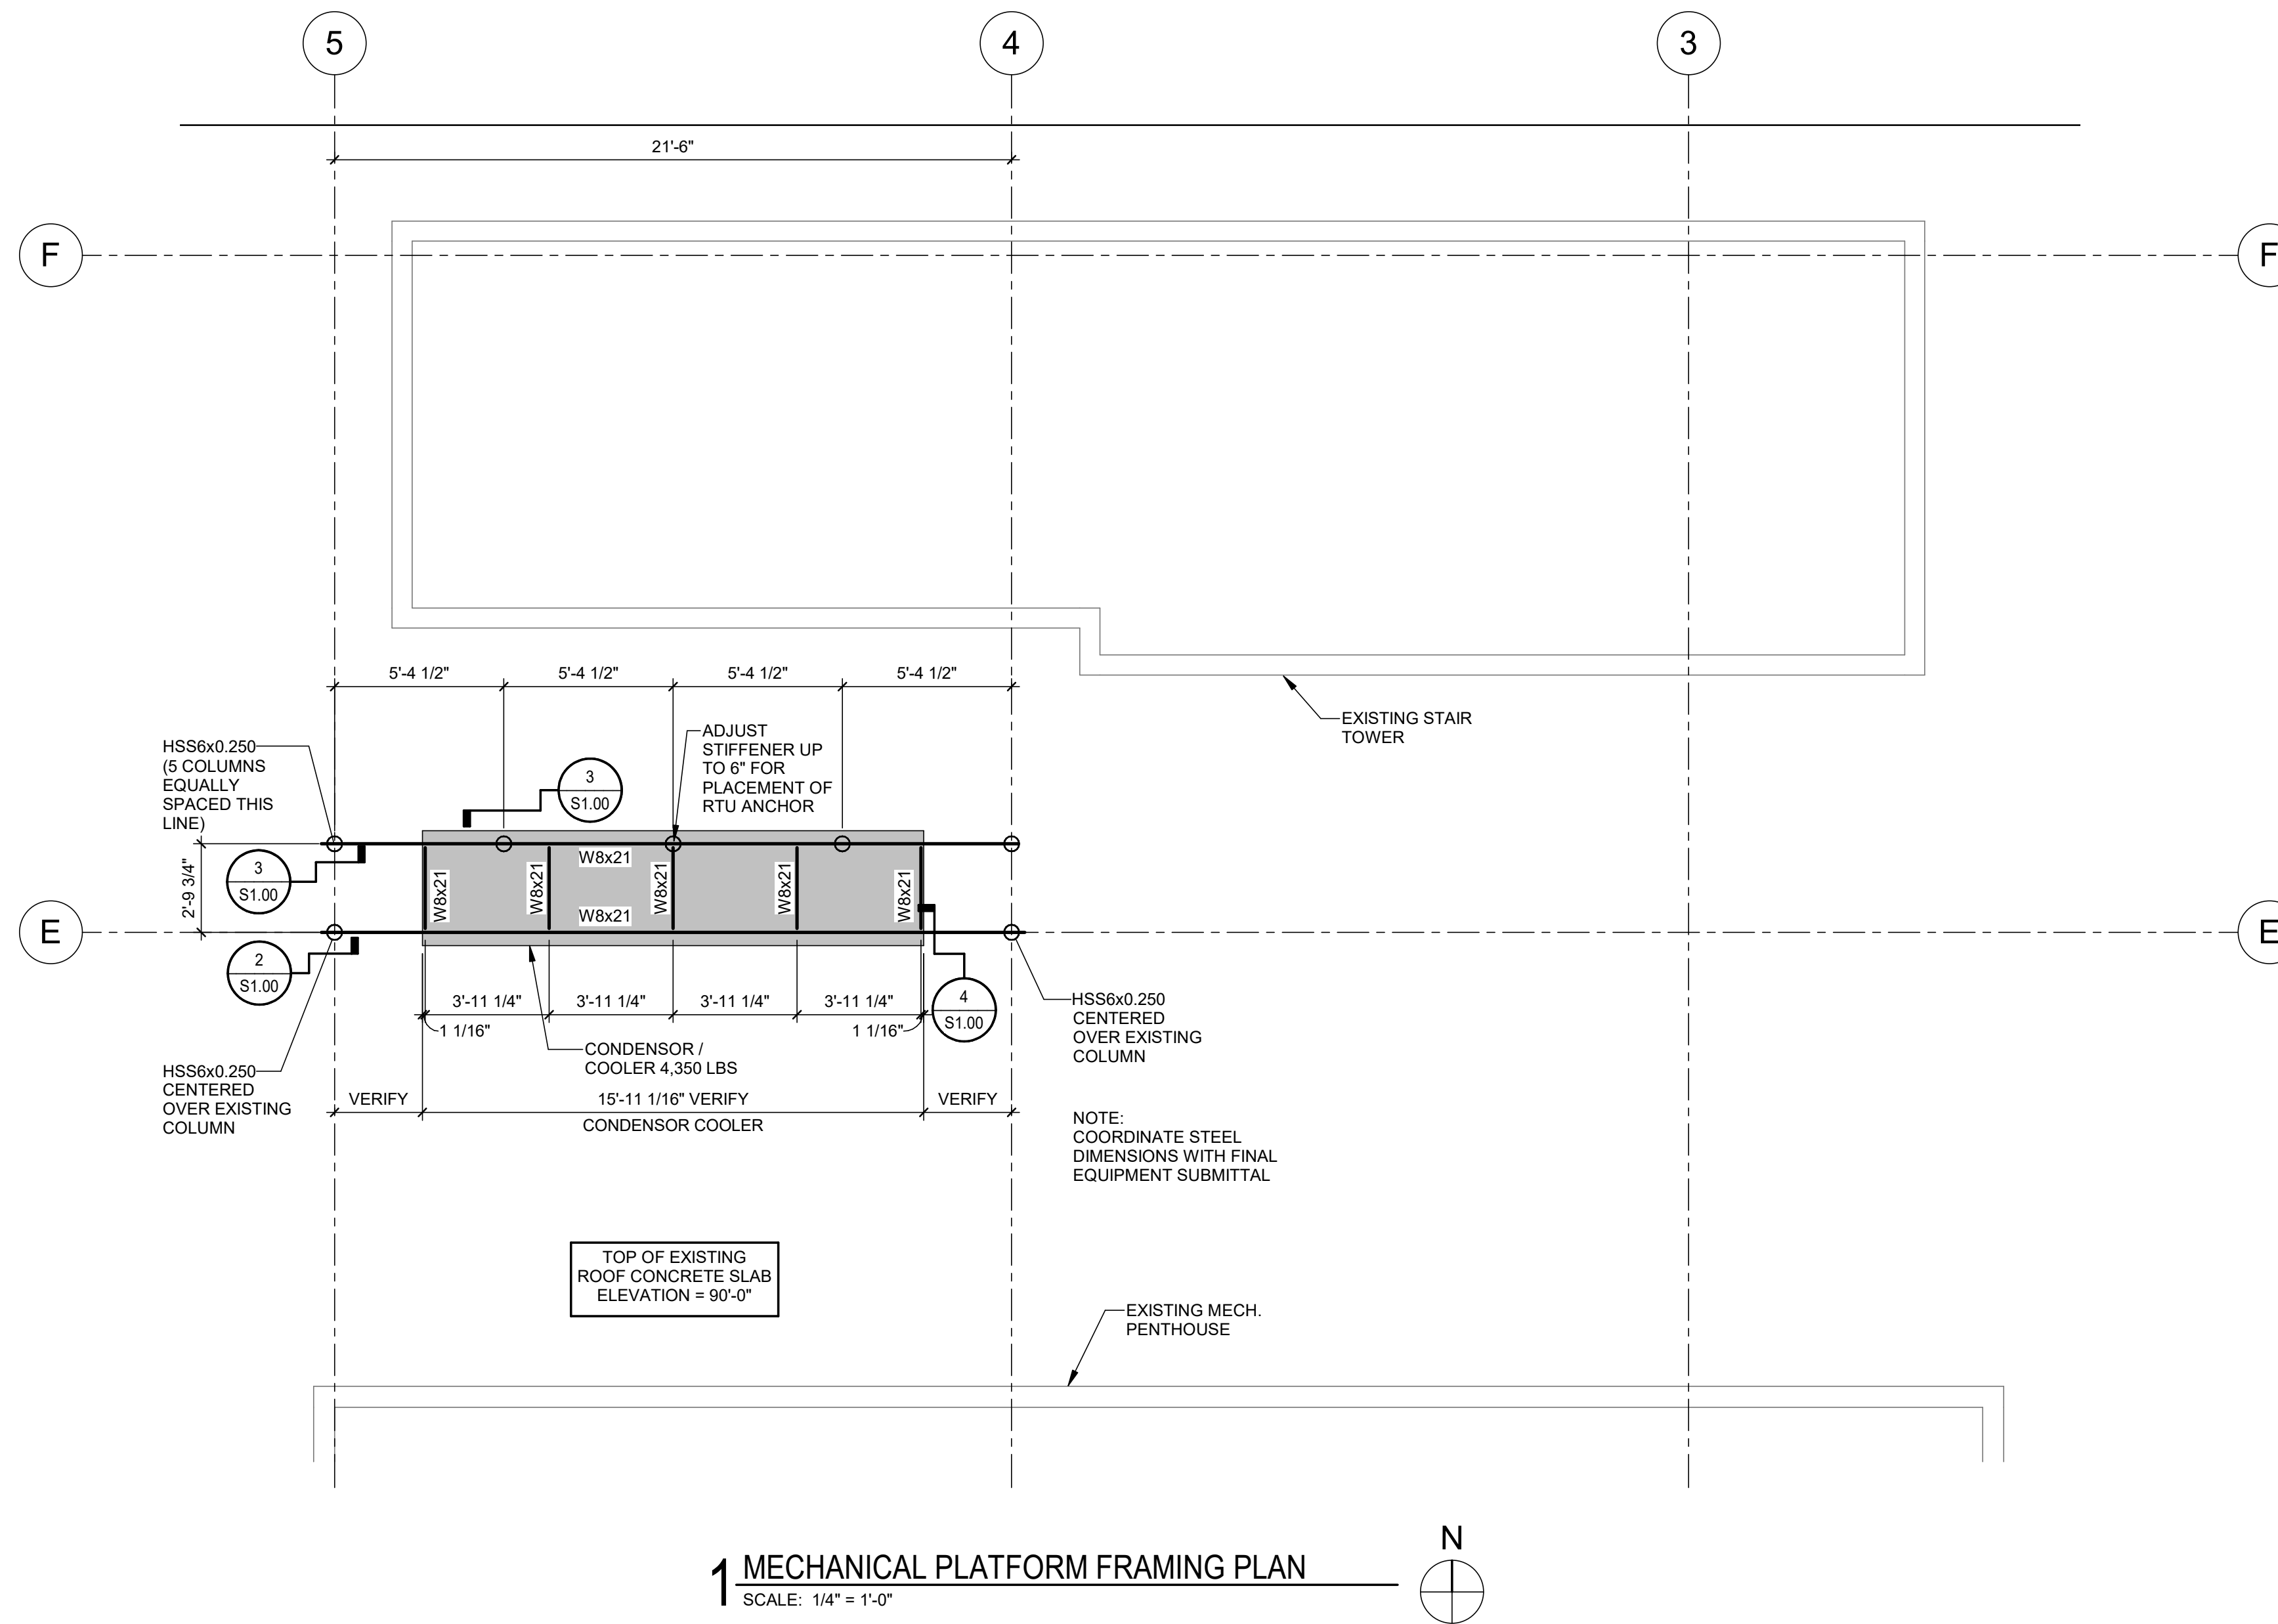 5
4
3
21'-6"
F
F
5'-4 1/2"
5'-4 1/2"
5'-4 1/2"
5'-4 1/2"
EXISTING STAIR
TOWER
HSS6x0.250
(5 COLUMNS
EQUALLY
SPACED THIS
LINE)
ADJUST
STIFFENER UP
TO 6" FOR
PLACEMENT OF
RTU ANCHOR
3
S1.00
3
S1.00
2'-9 3/4"
W8x21
W8x21
W8x21
W8x21
W8x21
W8x21
W8x21
E
E
2
S1.00
3'-11 1/4"
3'-11 1/4"
3'-11 1/4"
3'-11 1/4"
1 1/16"
1 1/16"
4
S1.00
HSS6x0.250
CENTERED
OVER EXISTING
COLUMN
CONDENSOR /
COOLER 4,350 LBS
HSS6x0.250
CENTERED
OVER EXISTING
COLUMN
VERIFY
15'-11 1/16" VERIFY
VERIFY
CONDENSOR COOLER
NOTE:
COORDINATE STEEL
DIMENSIONS WITH FINAL
EQUIPMENT SUBMITTAL
TOP OF EXISTING
ROOF CONCRETE SLAB
ELEVATION = 90'-0"
EXISTING MECH.
PENTHOUSE
N
1 MECHANICAL PLATFORM FRAMING PLAN
SCALE: 1/4" = 1'-0"